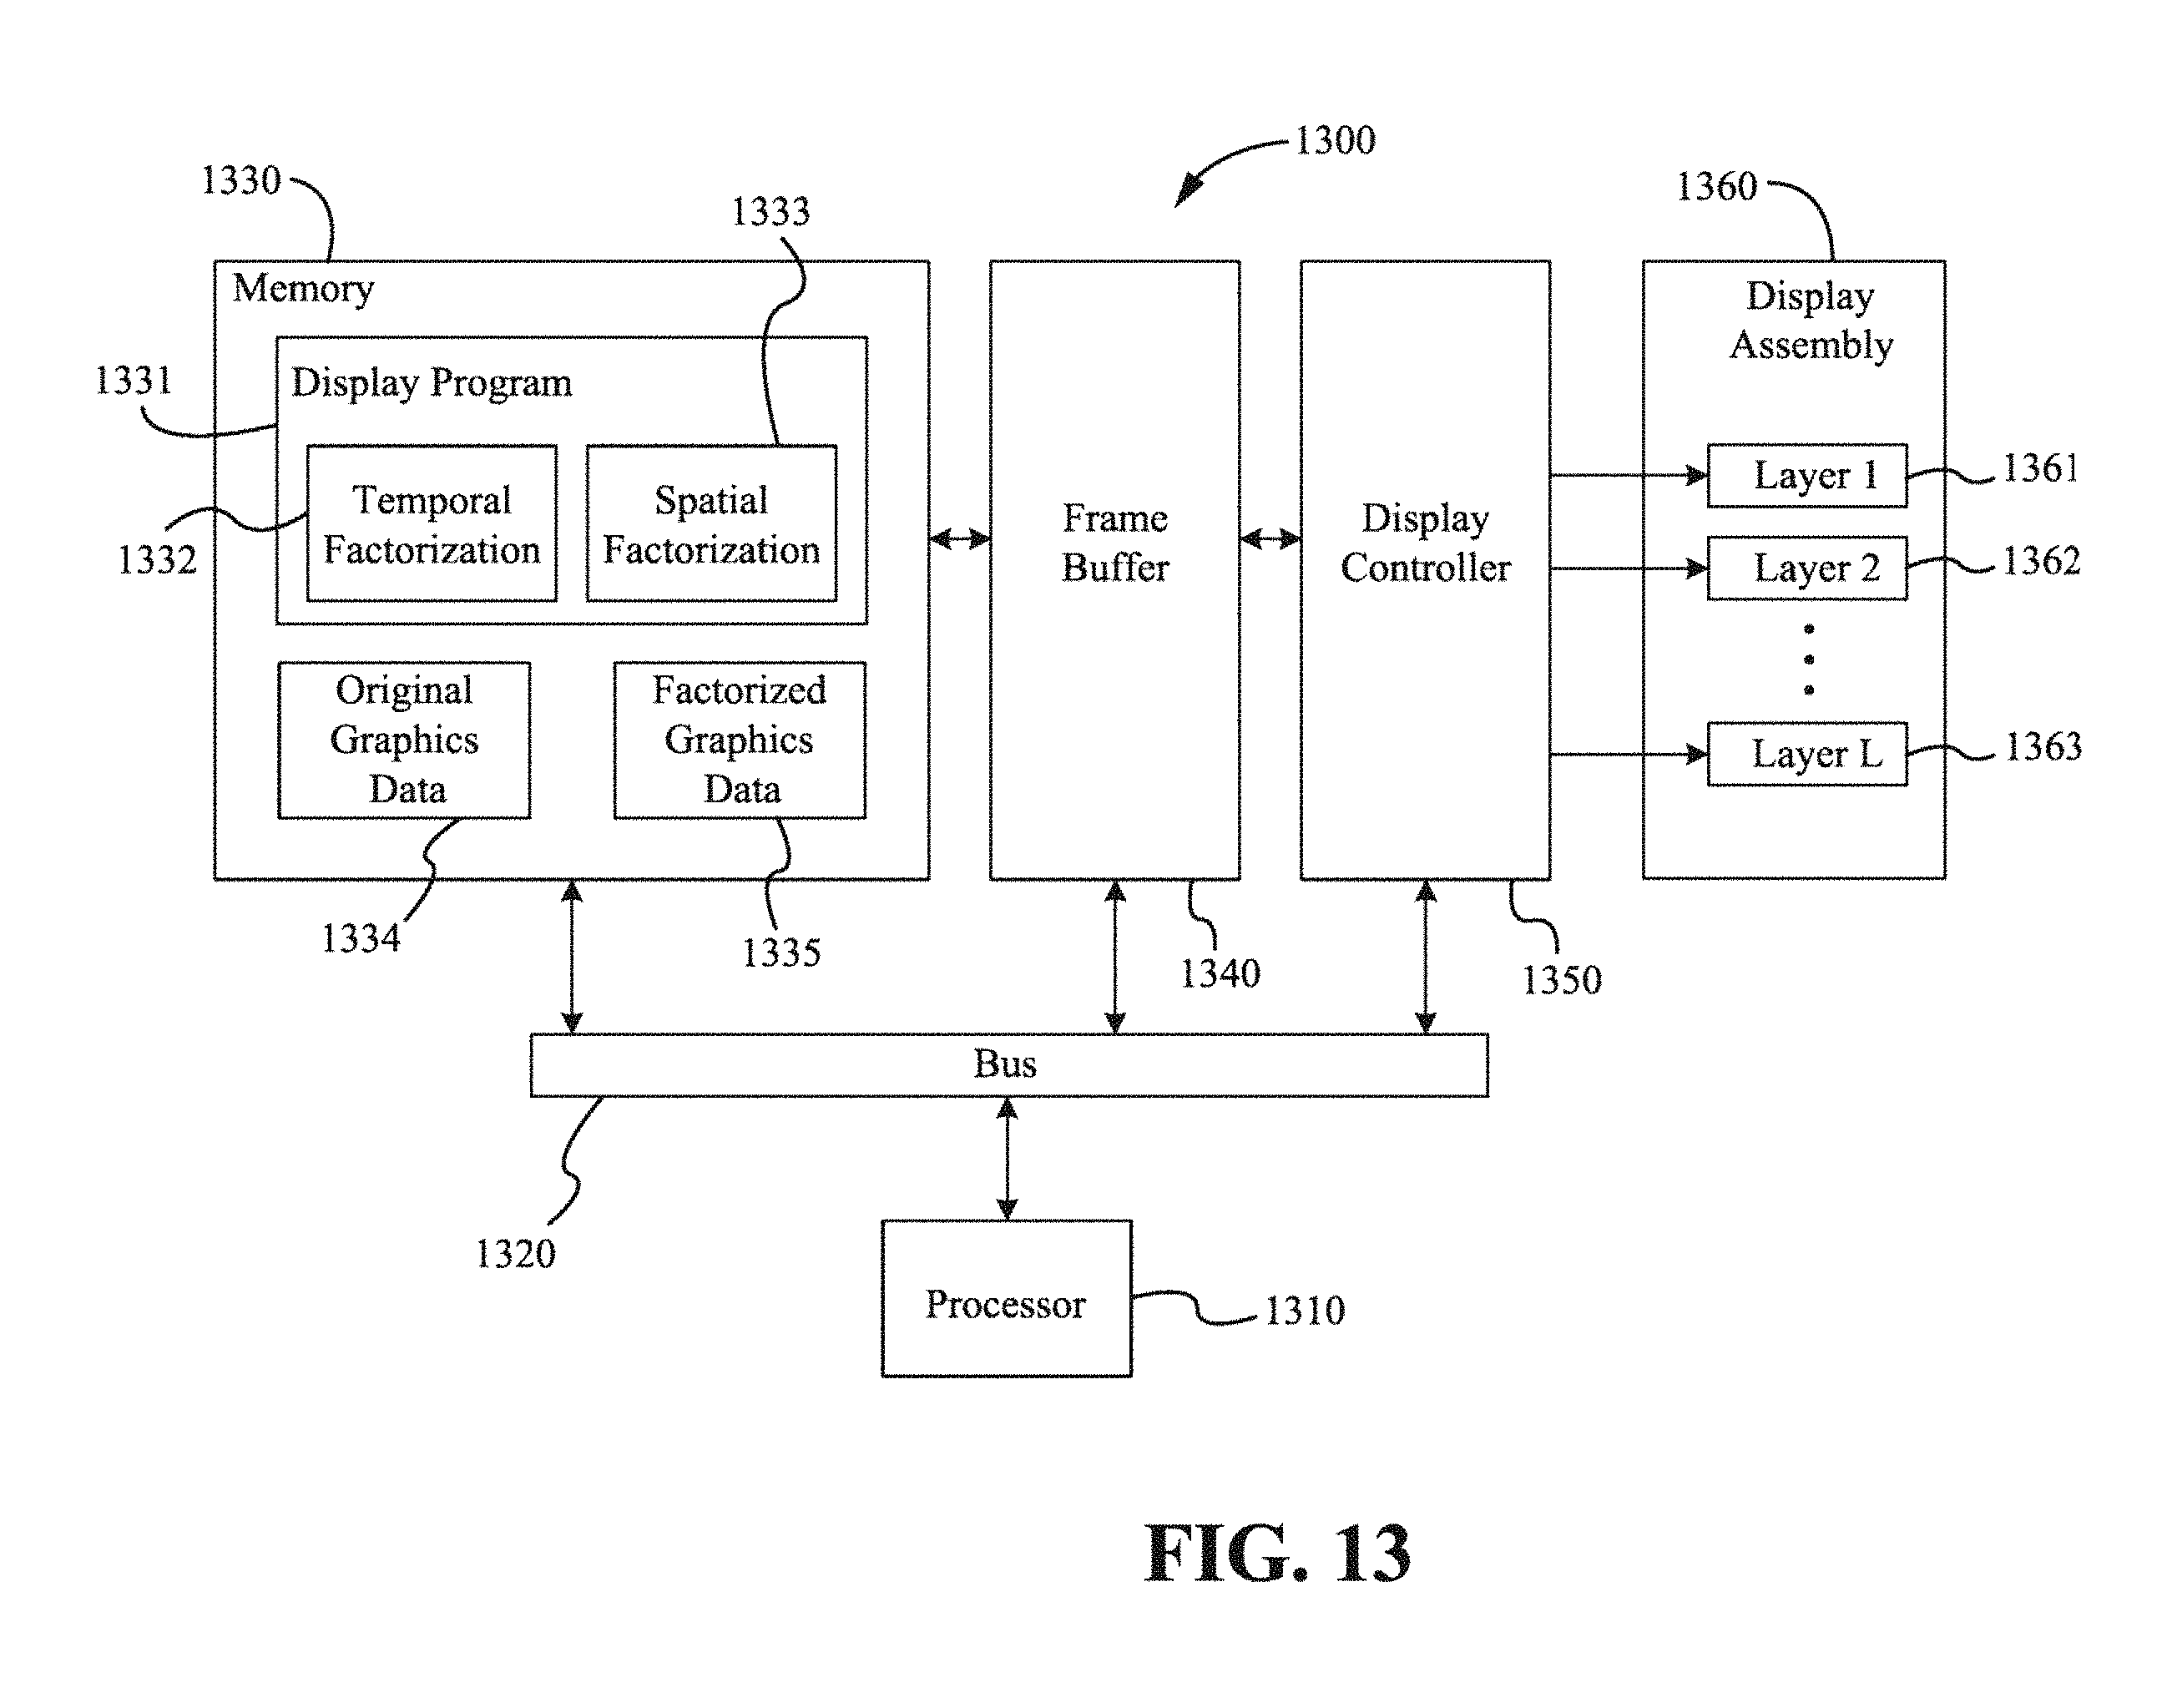 1300
1330
1360
1333
Memory
Display
Assembly
1331
Display Program
Temporal
Factorization
Spatial
Factorization
1332
Frame
Buffer
Display
Controller
Layer 1
1361
Layer 2
1362
Layer L
1363
Original
Graphics
Data
Factorized
Graphics
Data
1334
1335
1340
1350
Bus
1320
Processor
1310
FIG. 13